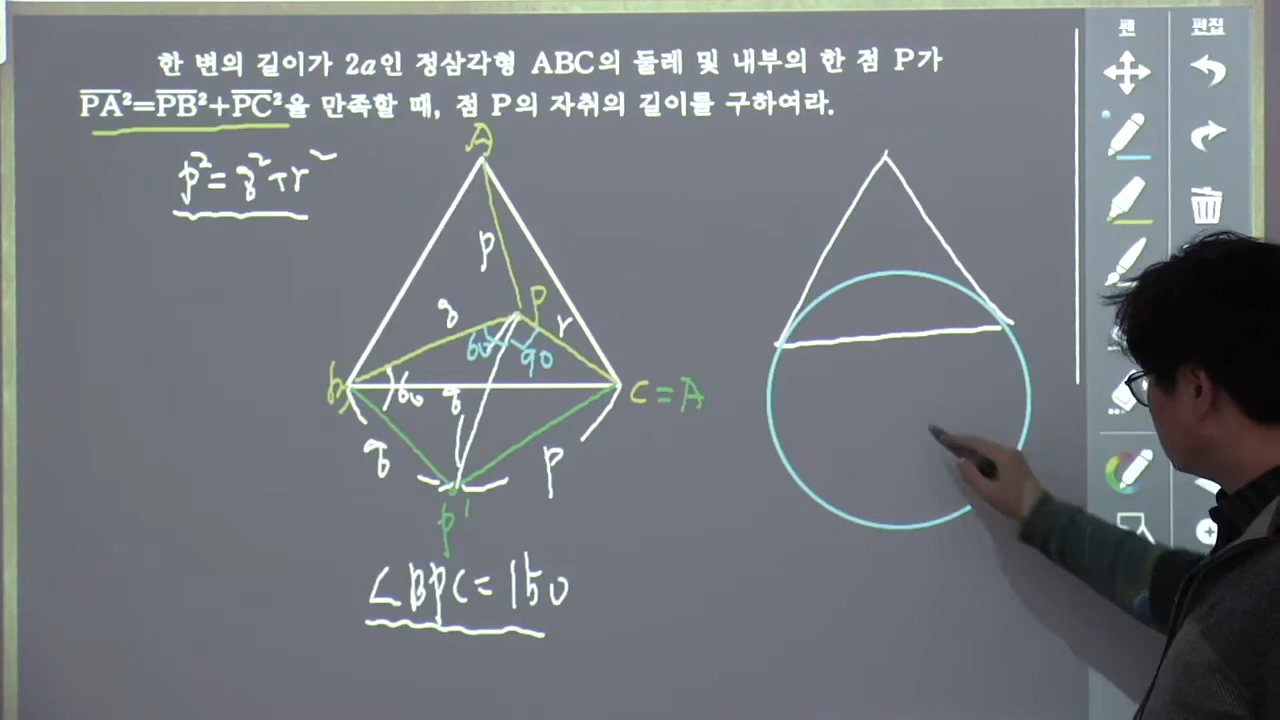 한 변의 길이가 2a인 정삼각형 ABC의 둘레 및 내부의 한 점 P가
PA²=PB²+PC²을 만족할 때, 점 P의 자취의 길이를 구하여라.
펜
편집
p²=q²+r²
A
p
P
q
r
60
90
b
60
q
C=A
q
p
p'
∠BPC=150